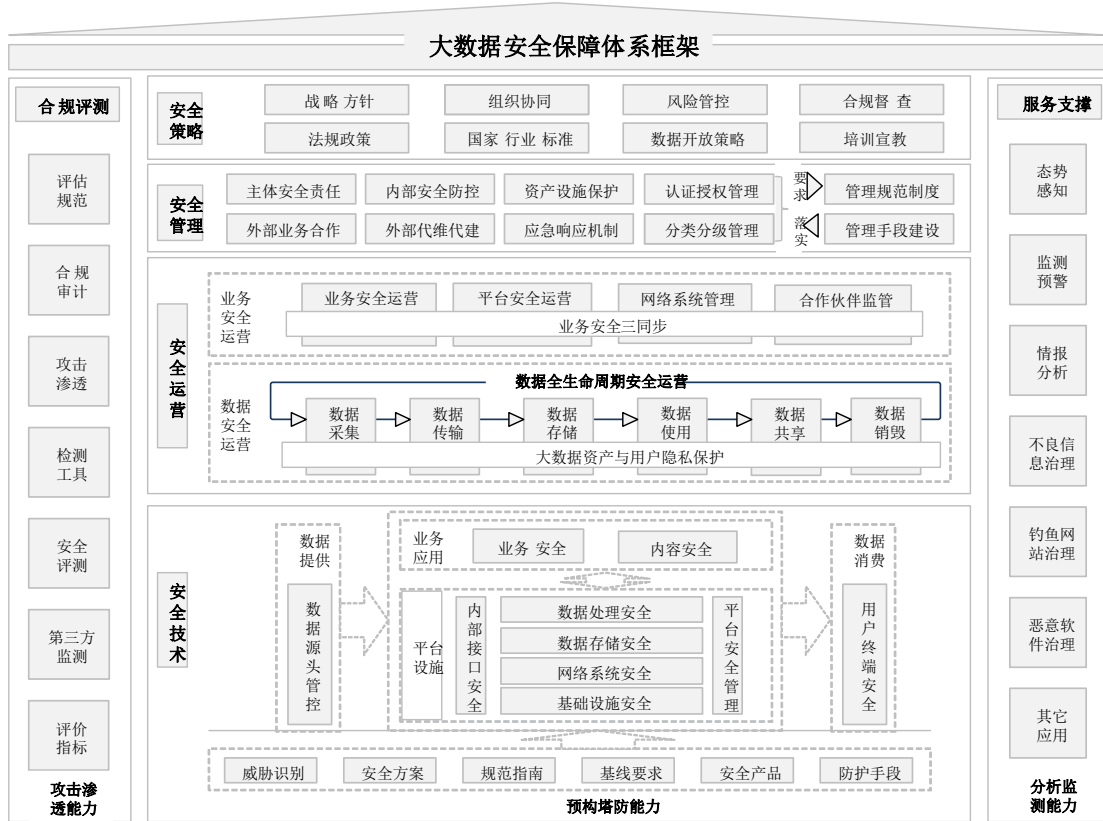 大数据安全保障体系框架
合规评测
评估
规范
合规
审计
攻击
渗透
检测
工具
安全
评测
第三方
监测
评价
指标
攻击渗
透能力
安全
策略
战略方针
组织协同
风险管控
合规督查
法规政策
国家 行业 标准
数据开放策略
培训宣教
安全
管理
主体安全责任
内部安全防控
资产设施保护
认证授权管理
要求
管理规范制度
外部业务合作
外部代维代建
应急响应机制
分类分级管理
落实
管理手段建设
安全运营
业务
安全
运营
业务安全运营
平台安全运营
网络系统管理
合作伙伴监管
业务安全三同步
数据
安全
运营
数据全生命周期安全运营
数据
采集
数据
传输
数据
存储
数据
使用
数据
共享
数据
销毁
大数据资产与用户隐私保护
安全技术
数据
提供
数据源头管控
业务
应用
业务 安全
内容安全
平台
设施
内部接口安全
数据处理安全
数据存储安全
网络系统安全
基础设施安全
平台安全管理
数据
消费
用户终端安全
威胁识别
安全方案
规范指南
基线要求
安全产品
防护手段
预构塔防能力
服务支撑
态势
感知
监测
预警
情报
分析
不良信
息治理
钓鱼网
站治理
恶意软
件治理
其它
应用
分析监
测能力